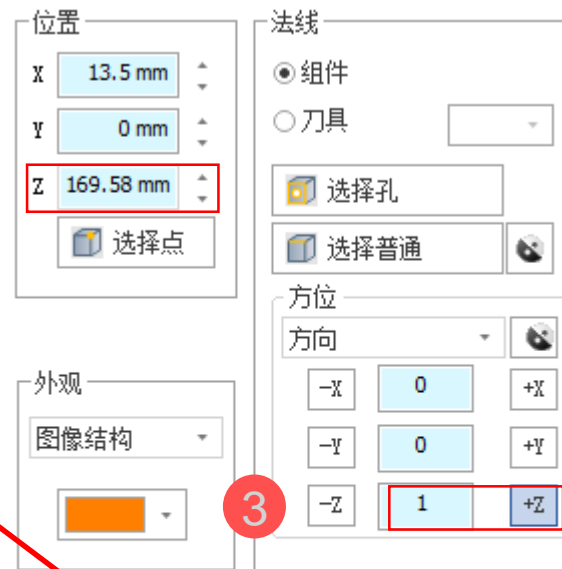 位置
X 13.5 mm
Y 0 mm
Z 169.58 mm
选择点
外观
图像结构
法线
组件
刀具
选择孔
选择普通
方位
方向
-X 0 +X
-Y 0 +Y
3
-Z 1 +Z